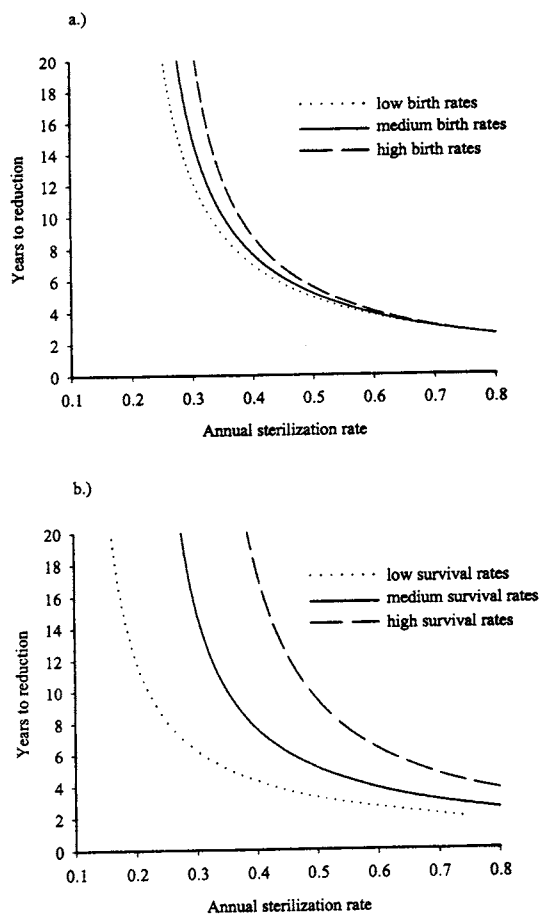 a.)
20
18
16
14
12
10
8
6
4
2
0
Years to reduction
low birth rates
medium birth rates
high birth rates
0.1 0.2 0.3 0.4 0.5 0.6 0.7 0.8
Annual sterilization rate
b.)
20
18
16
14
12
10
8
6
4
2
0
Years to reduction
low survival rates
medium survival rates
high survival rates
0.1 0.2 0.3 0.4 0.5 0.6 0.7 0.8
Annual sterilization rate